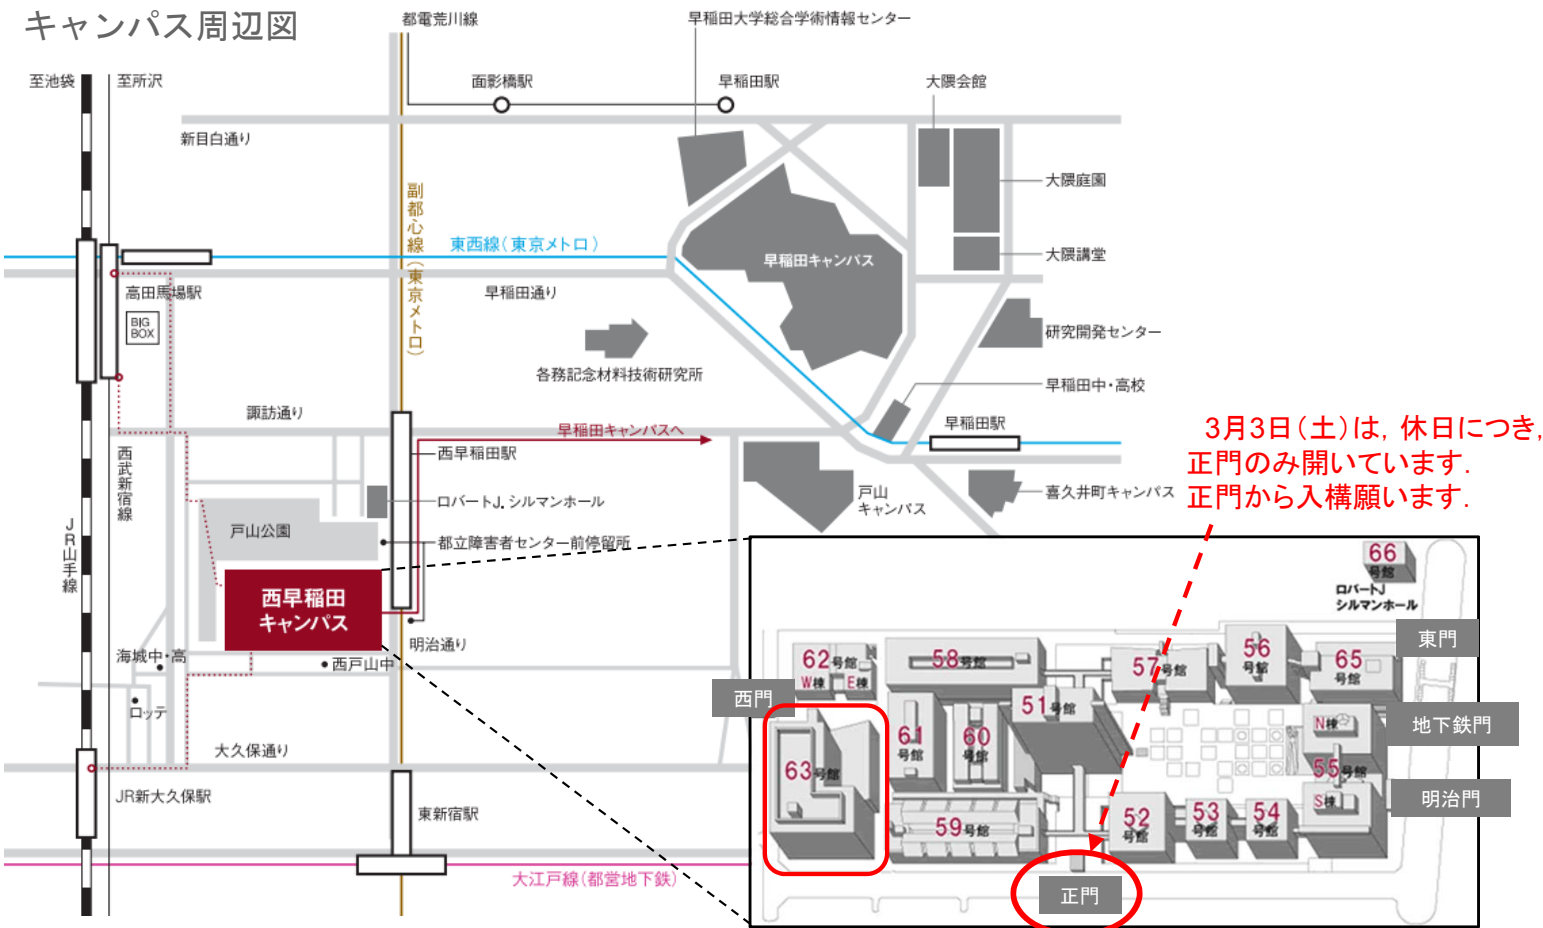 キャンパス周辺図
都電荒川線
早稲田大学総合学術情報センター
至池袋
至所沢
面影橋駅
早稲田駅
大隈会館
新目白通り
大隈庭園
副都心線(東京メトロ)
東西線(東京メトロ)
早稲田キャンパス
大隈講堂
高田馬場駅
早稲田通り
BIG
BOX
研究開発センター
各務記念材料技術研究所
早稲田中・高校
諏訪通り
早稲田キャンパスへ
早稲田駅
3月3日(土)は, 休日につき,
正門のみ開いています.
正門から入構願います.
西武新宿線
西早稲田駅
戸山
キャンパス
喜久井町キャンパス
ロバートJ. シルマンホール
JR山手線
戸山公園
都立障害者センター前停留所
西早稲田
キャンパス
明治通り
海城中・高
西戸山中
ロッテ
大久保通り
JR新大久保駅
東新宿駅
大江戸線(都営地下鉄)
66
号館
ロバートJ
シルマンホール
東門
62号館
W棟 E棟
58号館
57号館
56
号館
65
号館
西門
51号館
N棟
地下鉄門
61
号館
60
号館
63号館
55号館
S棟
明治門
59号館
52
号館
53
号館
54
号館
正門